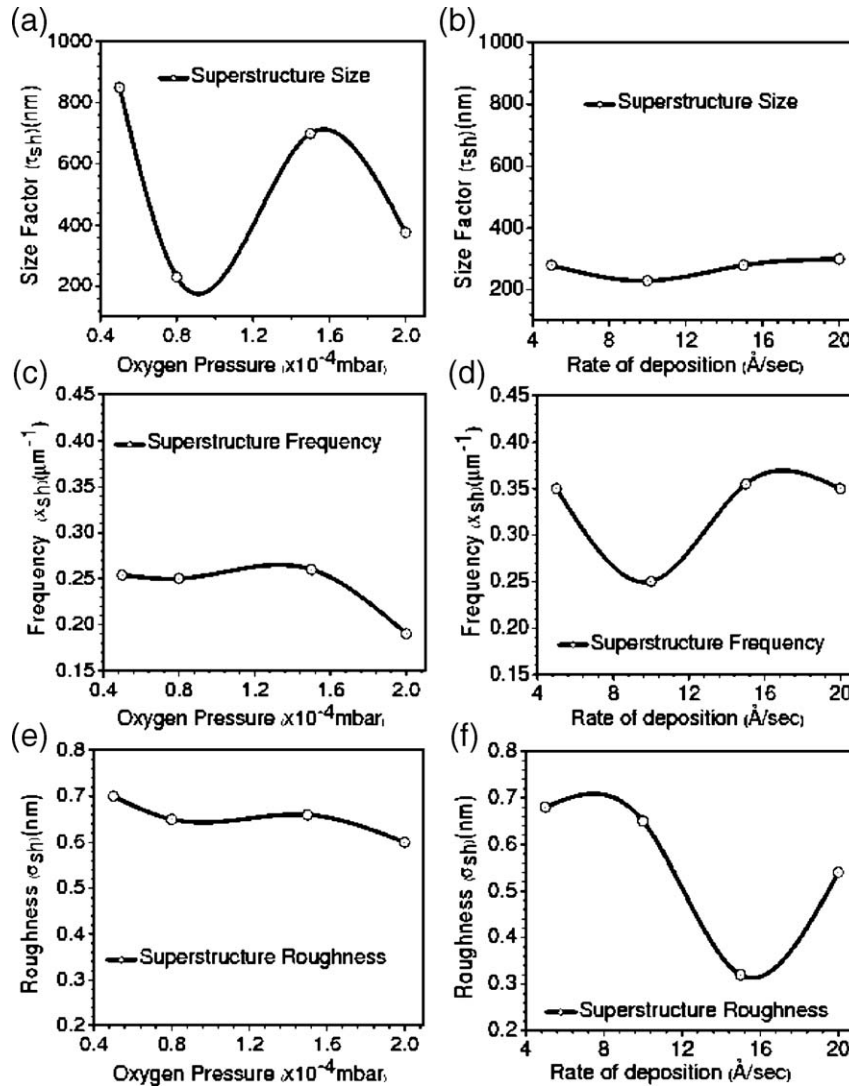 (a)
1000
800
600
400
200
Size Factor (τsh)(nm)
Superstructure Size
0.4 0.8 1.2 1.6 2.0
Oxygen Pressure (x10⁻⁴mbar)
(b)
1000
800
600
400
200
Size Factor (τsh)(nm)
Superstructure Size
4 8 12 16 20
Rate of deposition (Å/sec)
(c)
0.45
0.40
0.35
0.30
0.25
0.20
0.15
Frequency (xsh)(μm⁻¹)
Superstructure Frequency
0.4 0.8 1.2 1.6 2.0
Oxygen Pressure (x10⁻⁴mbar)
(d)
0.45
0.40
0.35
0.30
0.25
0.20
0.15
Frequency (xsh)(μm⁻¹)
Superstructure Frequency
4 8 12 16 20
Rate of deposition (Å/sec)
(e)
0.8
0.7
0.6
0.5
0.4
0.3
0.2
Roughness (σsh)(nm)
Superstructure Roughness
0.4 0.8 1.2 1.6 2.0
Oxygen Pressure (x10⁻⁴mbar)
(f)
0.8
0.7
0.6
0.5
0.4
0.3
0.2
Roughness (σsh)(nm)
Superstructure Roughness
4 8 12 16 20
Rate of deposition (Å/sec)